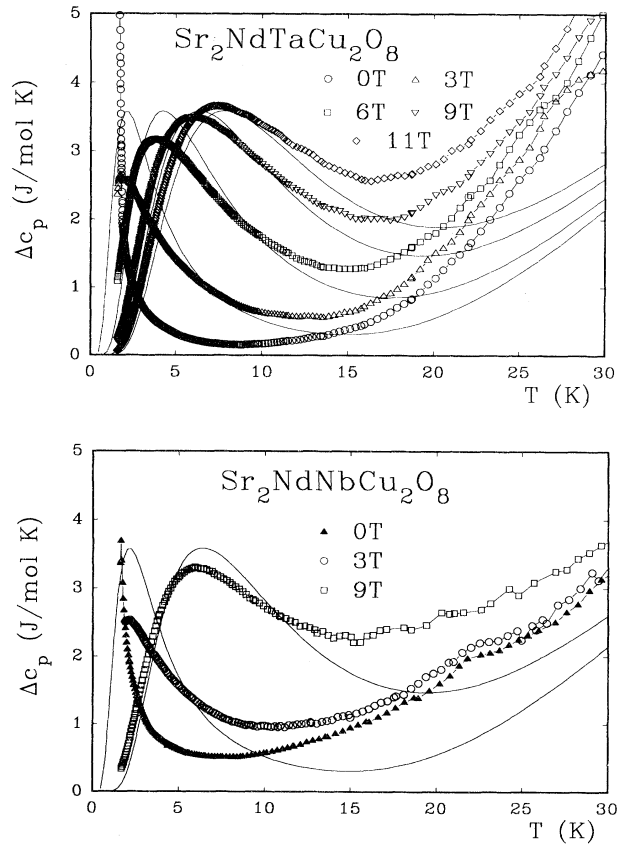 Sr2NdTaCu2O8
0T 3T
6T 9T
11T
5
4
3
2
1
0
Δcp (J/mol K)
0 5 10 15 20 25 30
T (K)
Sr2NdNbCu2O8
0T
3T
9T
5
4
3
2
1
0
Δcp (J/mol K)
0 5 10 15 20 25 30
T (K)